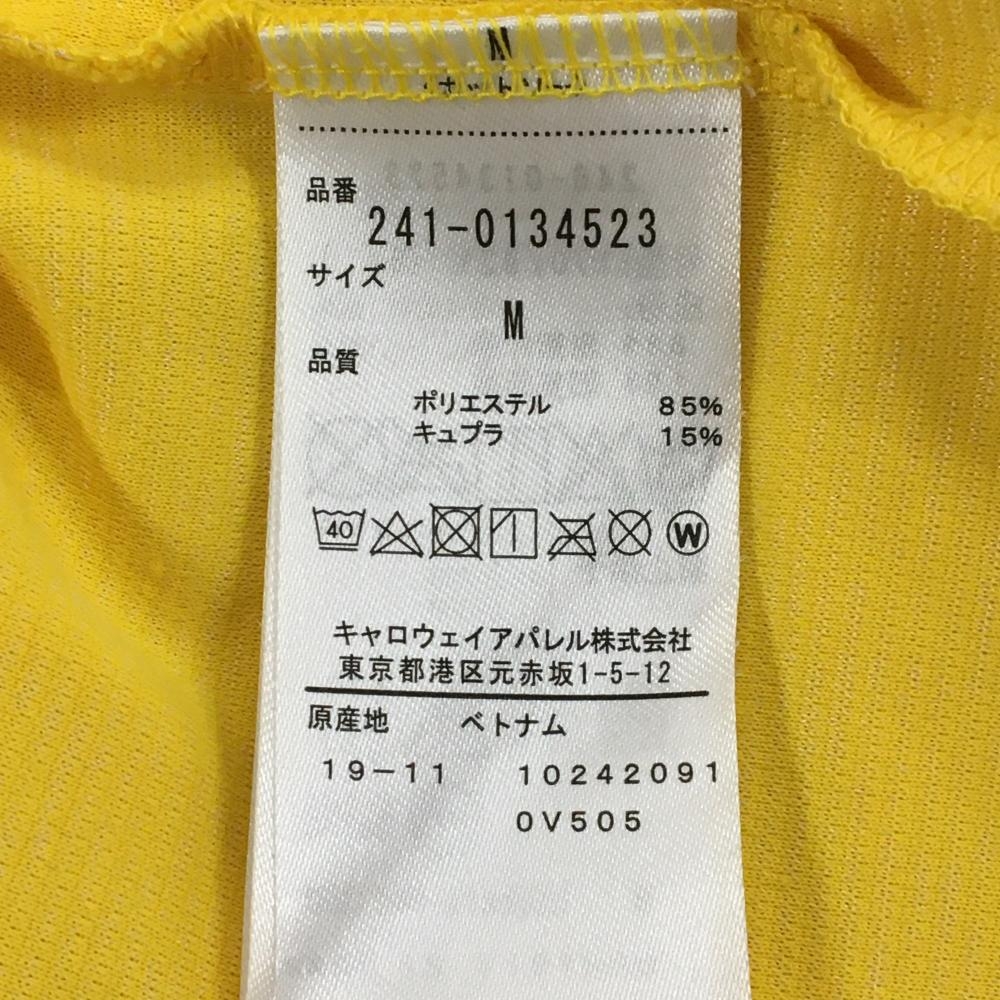 M
品番
241-0134523
サイズ
M
品質
ポリエステル 85%
キュプラ 15%
40 W
キャロウェイアパレル株式会社
東京都港区元赤坂1-5-12
原産地 ベトナム
19-11 10242091
0V505